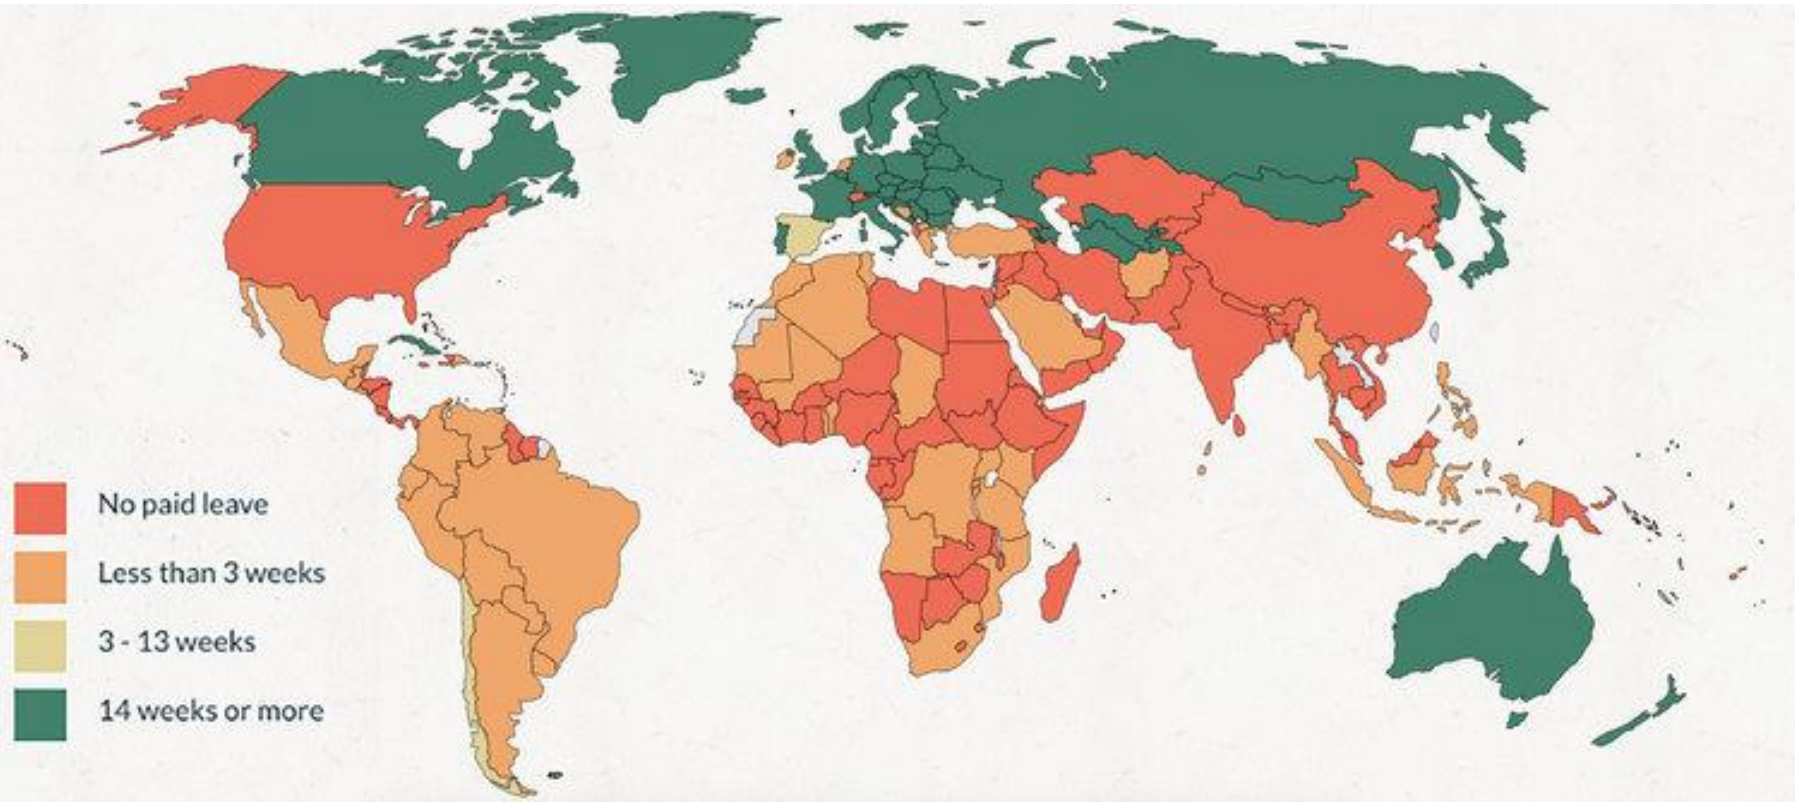 No paid leave
Less than 3 weeks
3 - 13 weeks
14 weeks or more